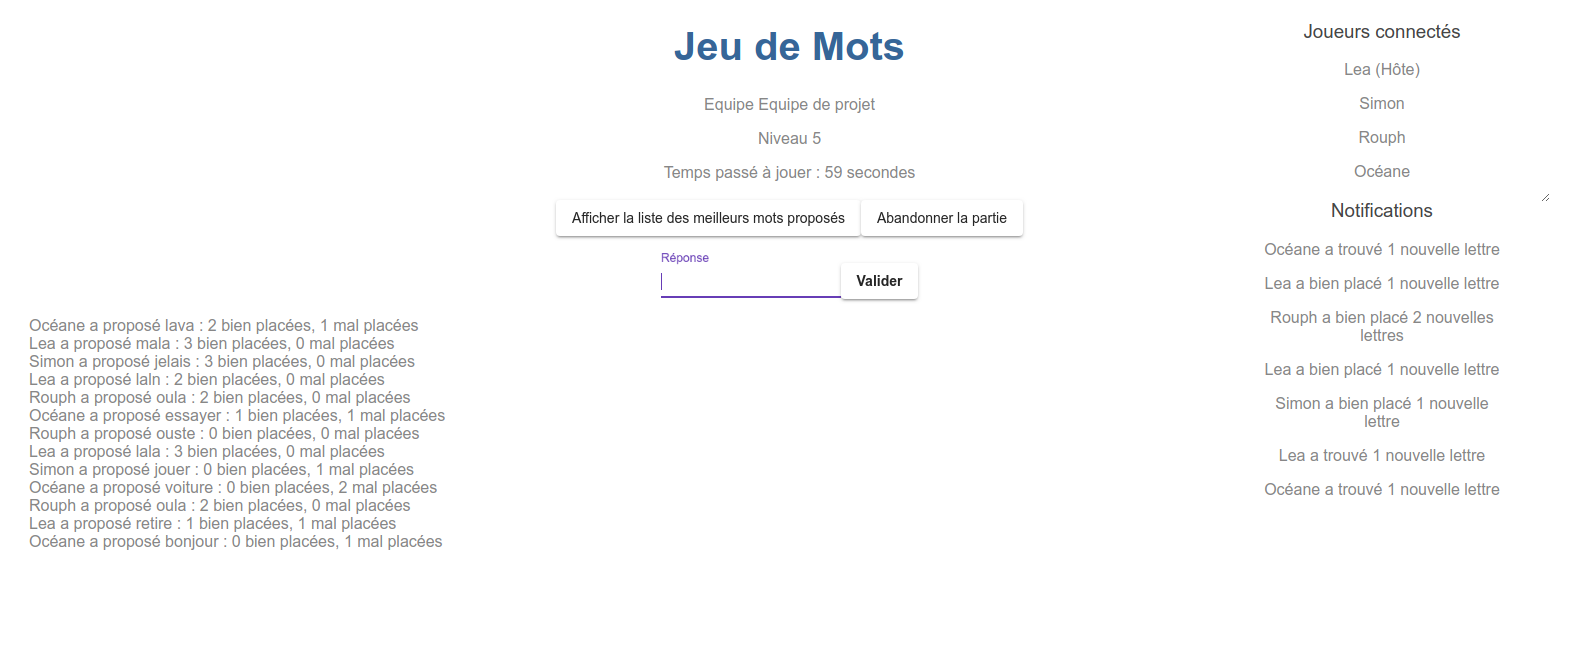 Jeu de Mots
Equipe Equipe de projet
Niveau 5
Temps passé à jouer : 59 secondes
Afficher la liste des meilleurs mots proposés
Abandonner la partie
Réponse
Valider
Océane a proposé lava : 2 bien placées, 1 mal placées
Lea a proposé mala : 3 bien placées, 0 mal placées
Simon a proposé jelais : 3 bien placées, 0 mal placées
Lea a proposé laln : 2 bien placées, 0 mal placées
Rouph a proposé oula : 2 bien placées, 0 mal placées
Océane a proposé essayer : 1 bien placées, 1 mal placées
Rouph a proposé ouste : 0 bien placées, 0 mal placées
Lea a proposé lala : 3 bien placées, 0 mal placées
Simon a proposé jouer : 0 bien placées, 1 mal placées
Océane a proposé voiture : 0 bien placées, 2 mal placées
Rouph a proposé oula : 2 bien placées, 0 mal placées
Lea a proposé retire : 1 bien placées, 1 mal placées
Océane a proposé bonjour : 0 bien placées, 1 mal placées
Joueurs connectés
Lea (Hôte)
Simon
Rouph
Océane
Notifications
Océane a trouvé 1 nouvelle lettre
Lea a bien placé 1 nouvelle lettre
Rouph a bien placé 2 nouvelles
lettres
Lea a bien placé 1 nouvelle lettre
Simon a bien placé 1 nouvelle
lettre
Lea a trouvé 1 nouvelle lettre
Océane a trouvé 1 nouvelle lettre